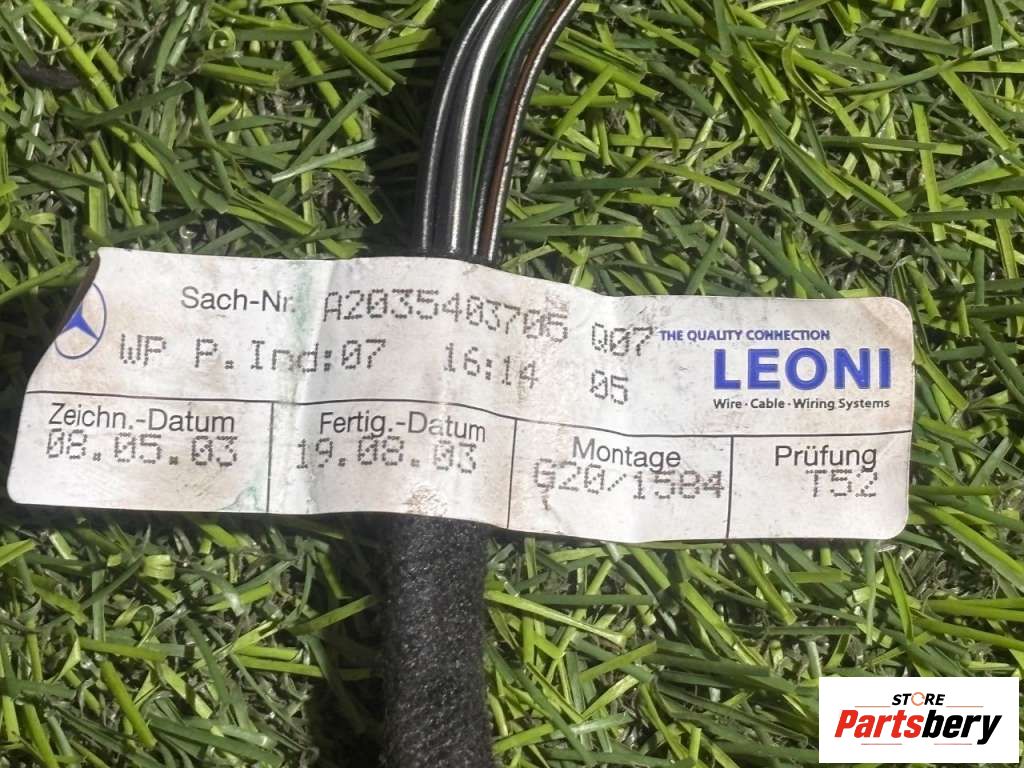 Sach-Nr. A2035403705 Q07
WP P.Ind:07 16:14 05
THE QUALITY CONNECTION
LEONI
Wire · Cable · Wiring Systems
Zeichn.-Datum
08.05.03
Fertig.-Datum
19.08.03
Montage
G20/1584
Prüfung
T52
STORE
Partsbery